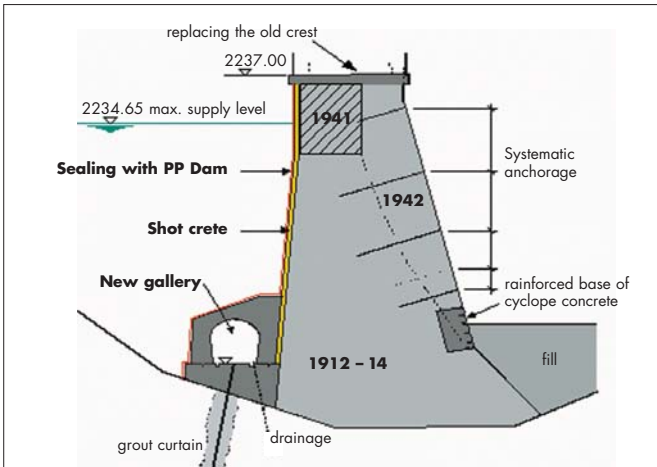 replacing the old crest
2237.00
2234.65 max. supply level
1941
Sealing with PP Dam
Systematic
anchorage
1942
Shot crete
New gallery
rainforced base of
cyclope concrete
1912 – 14
fill
drainage
grout curtain